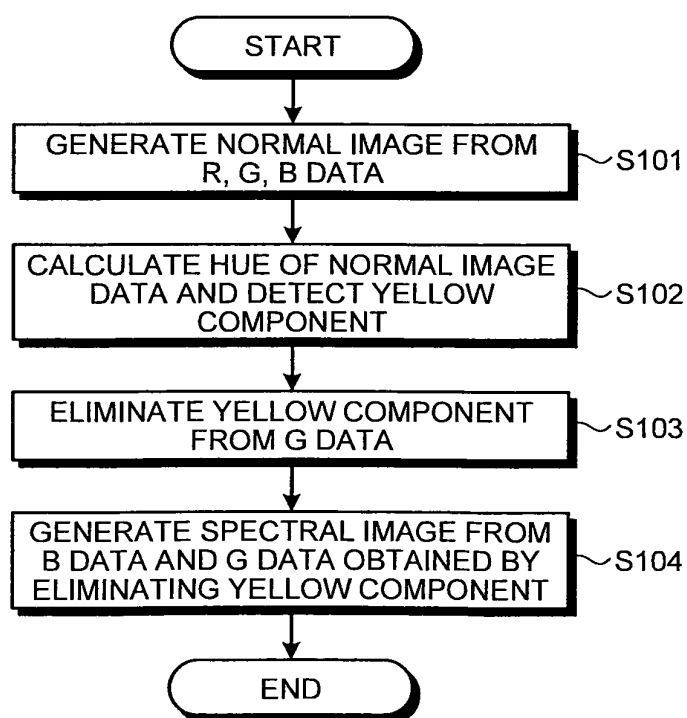 START
GENERATE NORMAL IMAGE FROM
R, G, B DATA
S101
CALCULATE HUE OF NORMAL IMAGE
DATA AND DETECT YELLOW
COMPONENT
S102
ELIMINATE YELLOW COMPONENT
FROM G DATA
S103
GENERATE SPECTRAL IMAGE FROM
B DATA AND G DATA OBTAINED BY
ELIMINATING YELLOW COMPONENT
S104
END